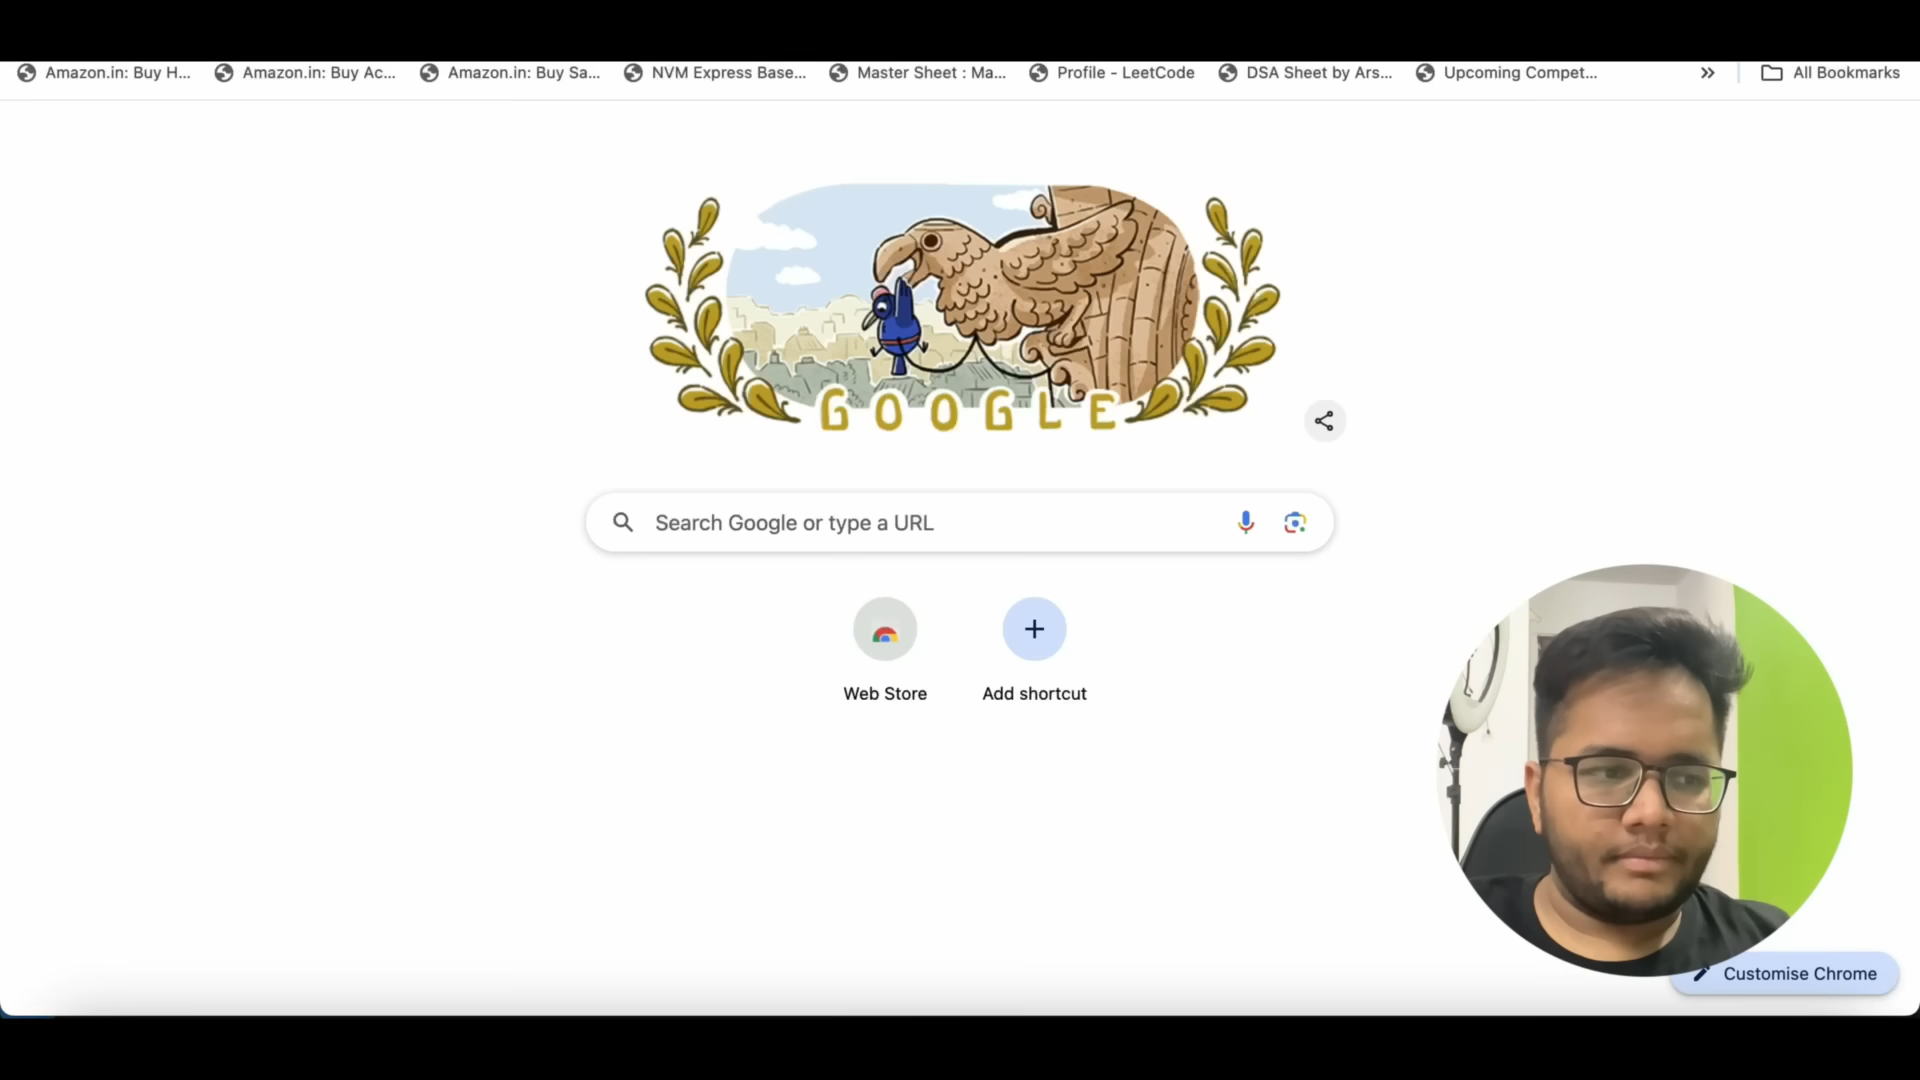 Amazon.in: Buy H... Amazon.in: Buy Ac... Amazon.in: Buy Sa... NVM Express Base... Master Sheet : Ma... Profile - LeetCode DSA Sheet by Ars... Upcoming Compet... All Bookmarks
GOOGLE
Search Google or type a URL
Web Store Add shortcut
Customise Chrome